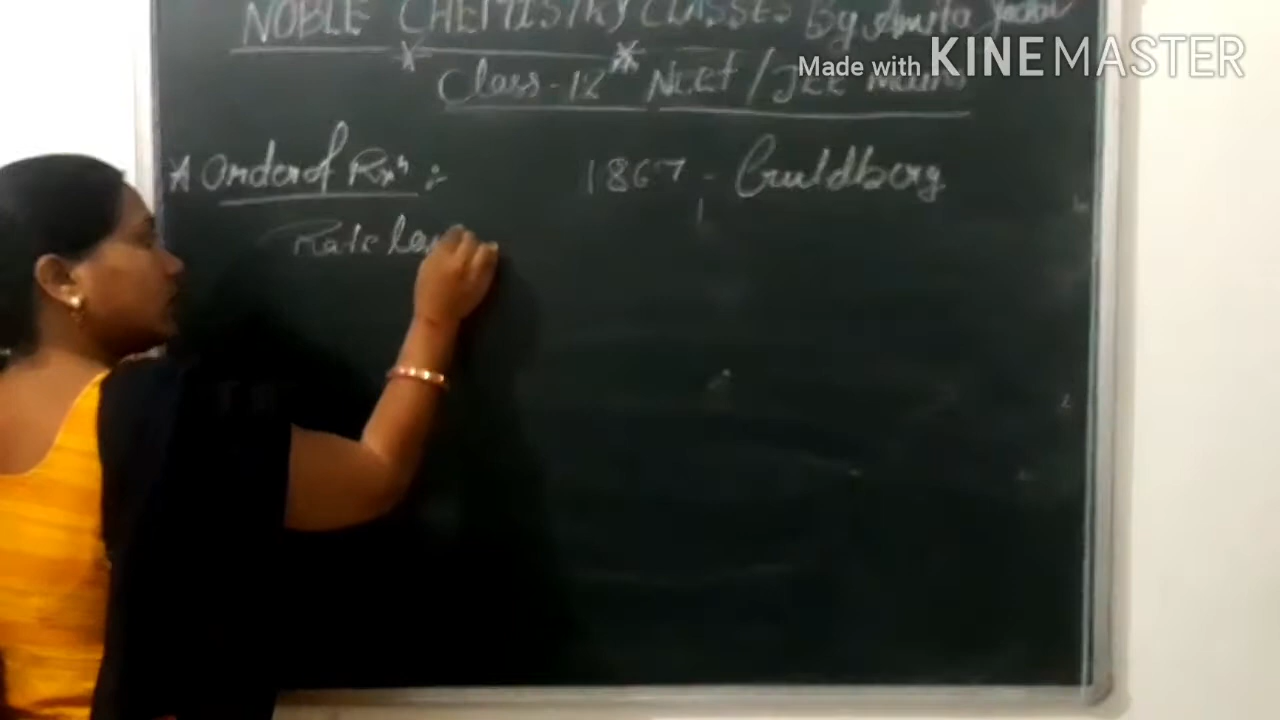 NOBLE CHEMISTRY CLASSES By Amita
Made with KINEMASTER
Class-12 NEET / JEE Mains
* Order of Rxn :-
1867 - Guldberg
Rate law